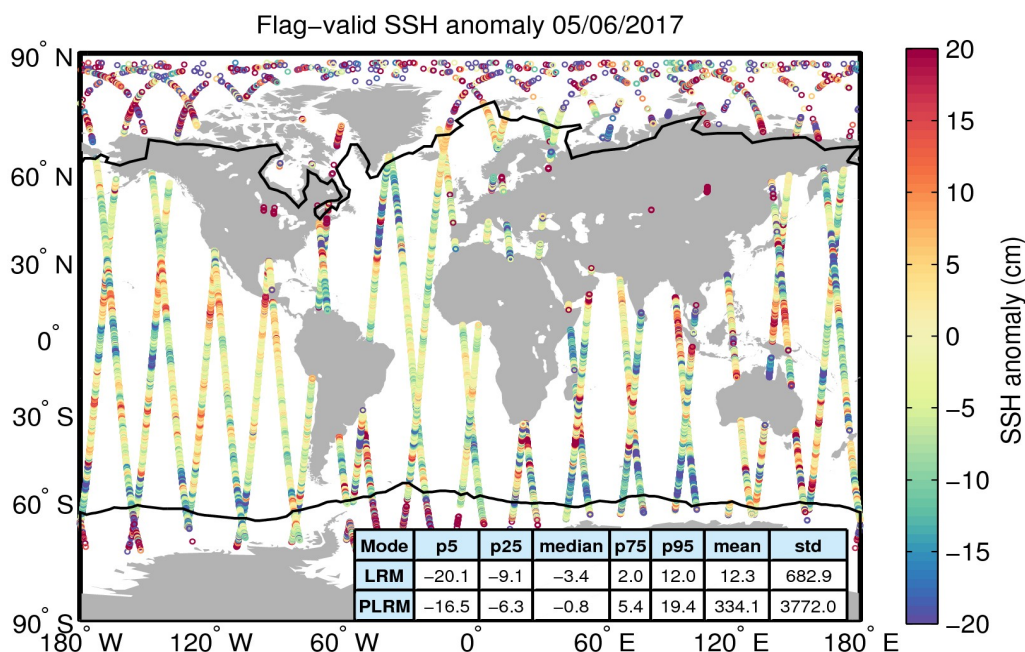 Flag−valid SSH anomaly 05/06/2017
90° N
60° N
30° N
0°
30° S
60° S
90° S
180° W
120° W
60° W
0°
60° E
120° E
180° E
Mode p5 p25 median p75 p95 mean std
LRM −20.1 −9.1 −3.4 2.0 12.0 12.3 682.9
PLRM −16.5 −6.3 −0.8 5.4 19.4 334.1 3772.0
20
15
10
5
0
−5
−10
−15
−20
SSH anomaly (cm)